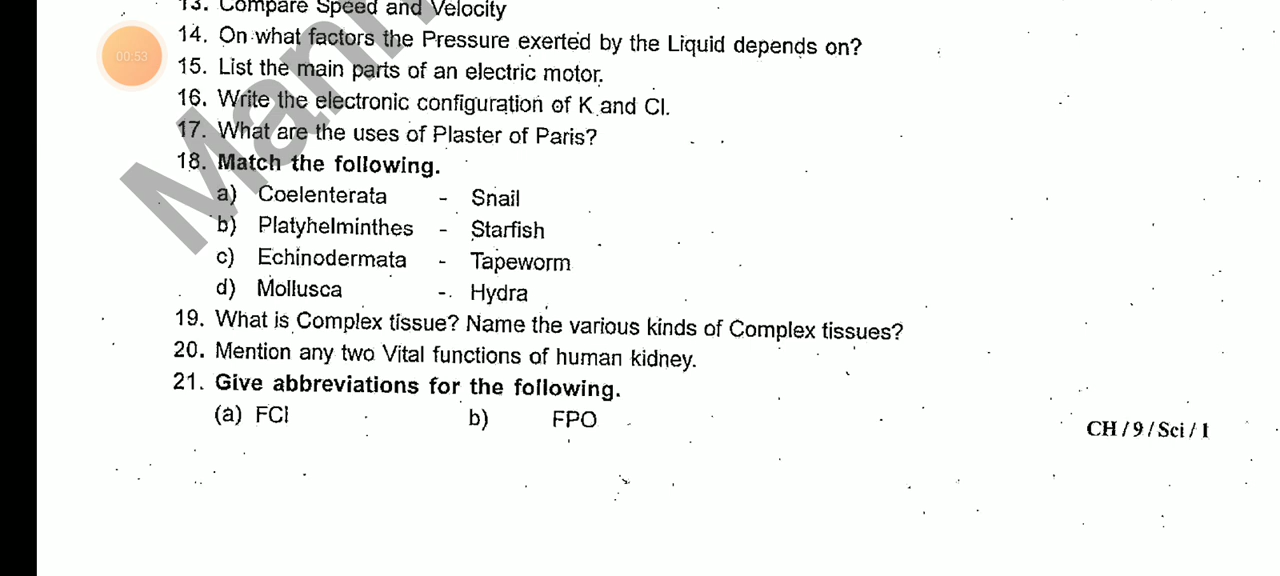 13. Compare Speed and Velocity
14. On what factors the Pressure exerted by the Liquid depends on?
00:53
15. List the main parts of an electric motor.
16. Write the electronic configuration of K and Cl.
17. What are the uses of Plaster of Paris?
18. Match the following.
a) Coelenterata - Snail
b) Platyhelminthes - Starfish
c) Echinodermata - Tapeworm
d) Mollusca - Hydra
19. What is Complex tissue? Name the various kinds of Complex tissues?
20. Mention any two Vital functions of human kidney.
21. Give abbreviations for the following.
(a) FCI b) FPO
CH / 9 / Sci / 1